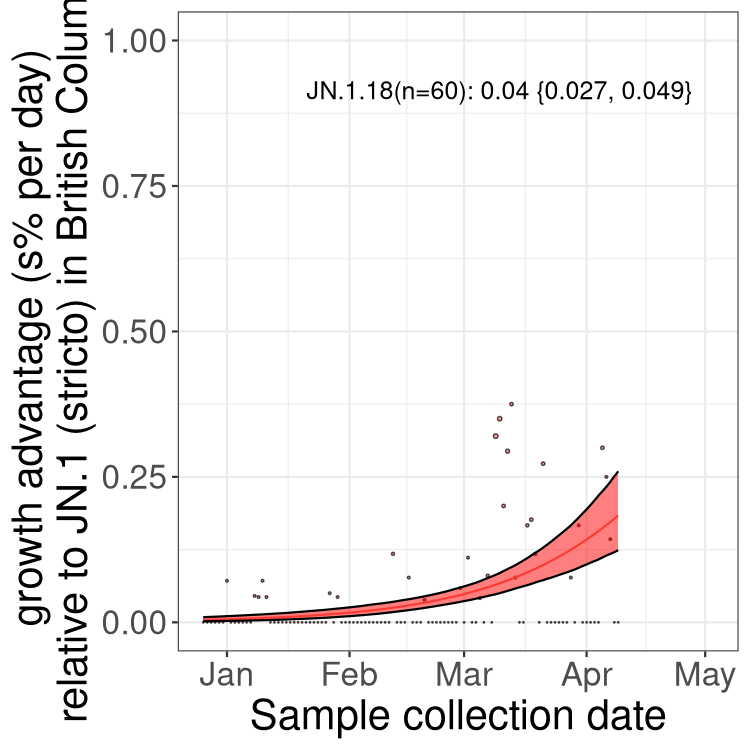 growth advantage (s% per day)
relative to JN.1 (stricto) in British Colum
1.00
0.75
0.50
0.25
0.00
JN.1.18(n=60): 0.04 {0.027, 0.049}
Jan Feb Mar Apr May
Sample collection date